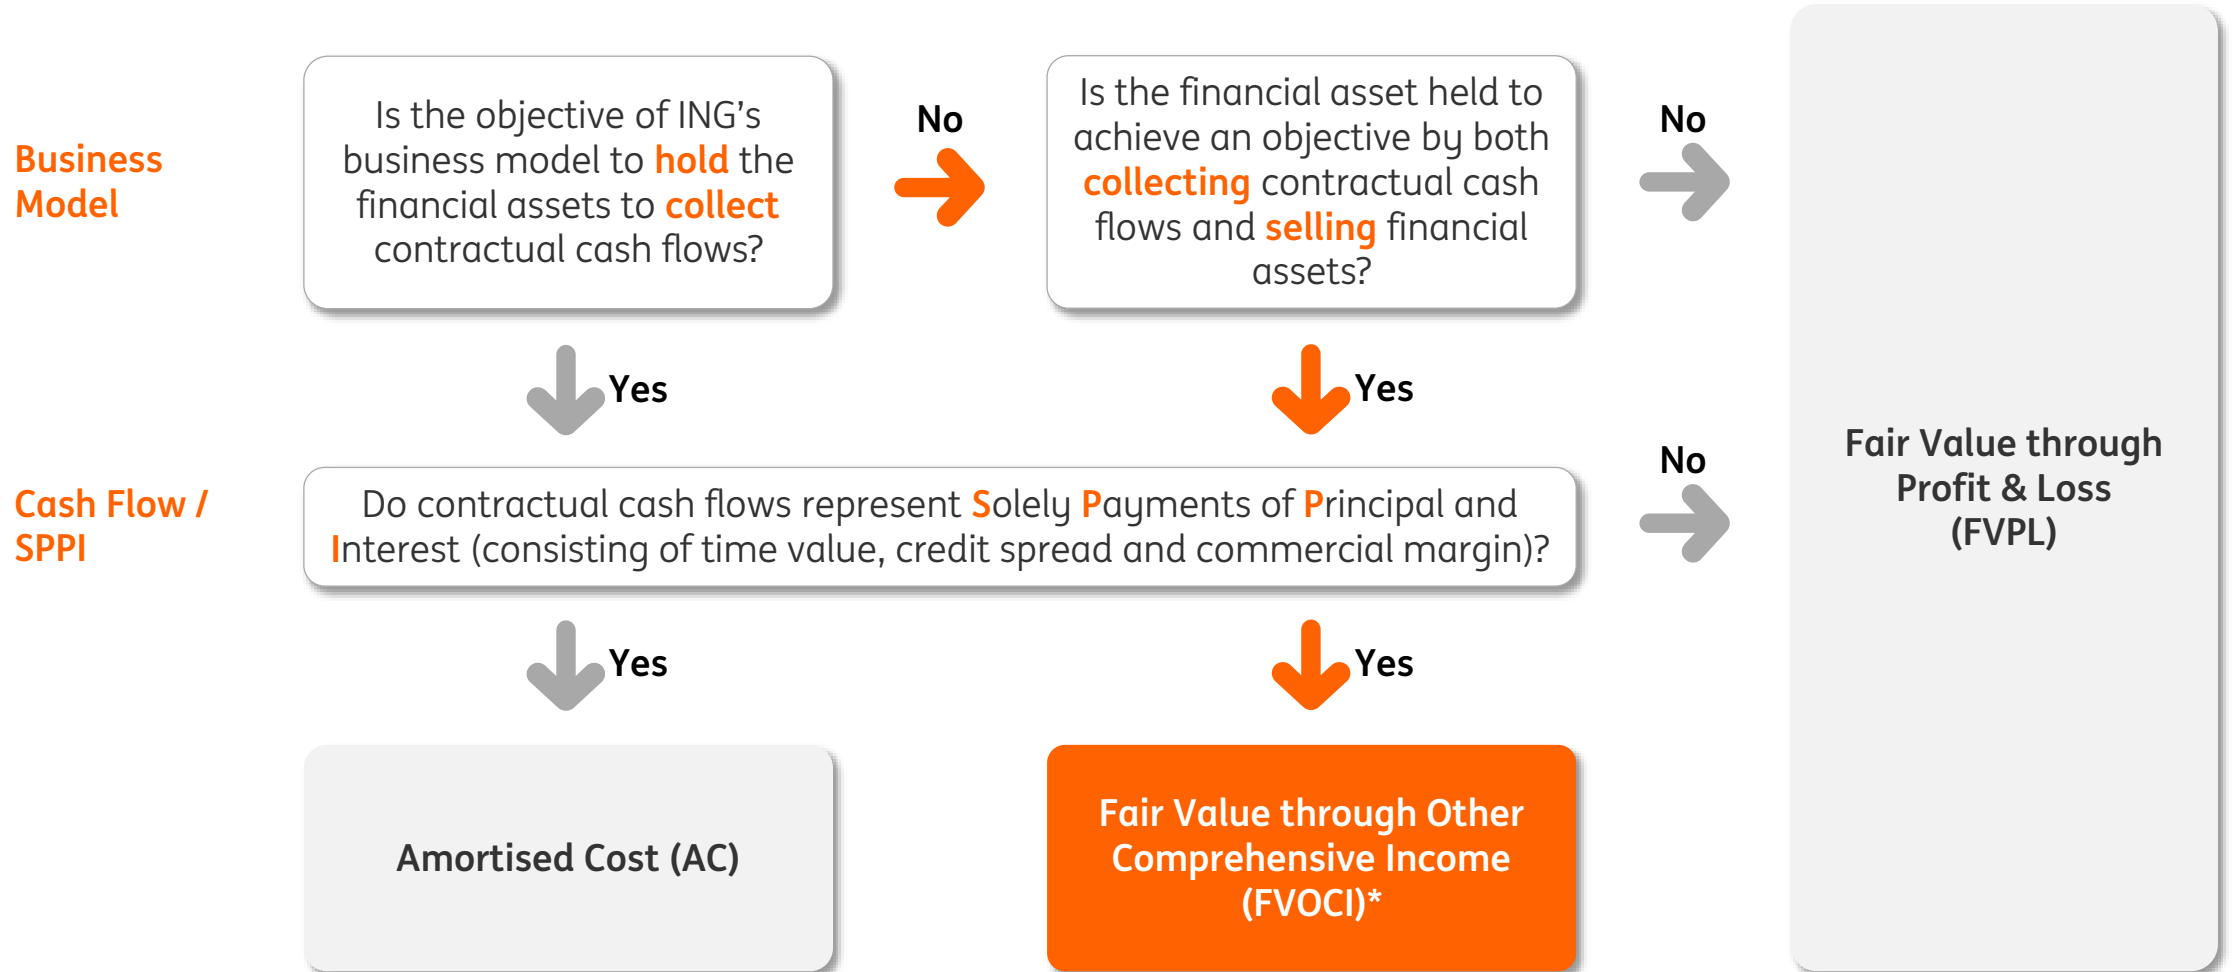 Business
Model
Is the objective of ING's
business model to hold the
financial assets to collect
contractual cash flows?
No
Is the financial asset held to
achieve an objective by both
collecting contractual cash
flows and selling financial
assets?
No
Yes
Yes
Cash Flow /
SPPI
Do contractual cash flows represent Solely Payments of Principal and
Interest (consisting of time value, credit spread and commercial margin)?
No
Fair Value through
Profit & Loss
(FVPL)
Yes
Yes
Amortised Cost (AC)
Fair Value through Other
Comprehensive Income
(FVOCI)*